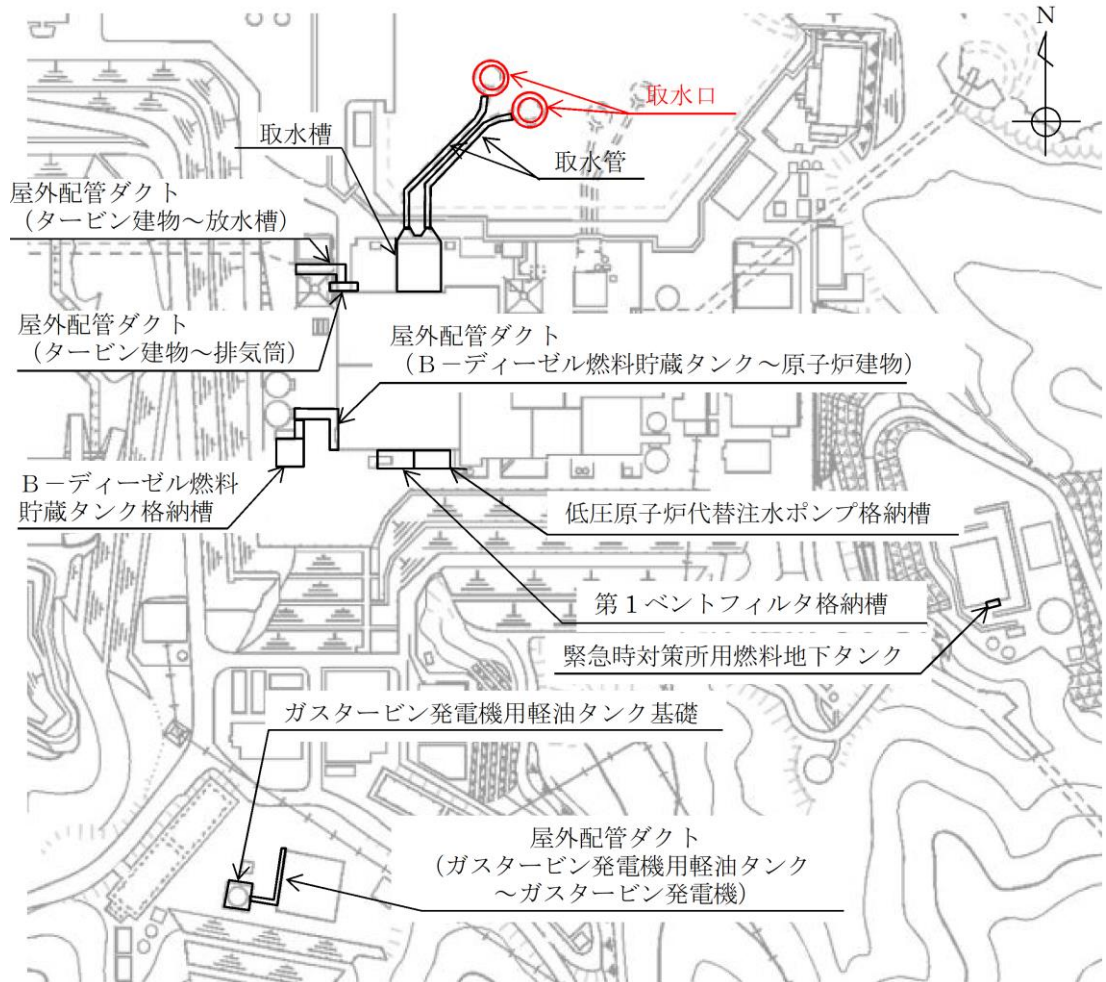 N
取水口
取水槽
取水管
屋外配管ダクト
（タービン建物～放水槽）
屋外配管ダクト
（タービン建物～排気筒）
屋外配管ダクト
（B－ディーゼル燃料貯蔵タンク～原子炉建物）
B－ディーゼル燃料
貯蔵タンク格納槽
低圧原子炉代替注水ポンプ格納槽
第1ベントフィルタ格納槽
緊急時対策所用燃料地下タンク
ガスタービン発電機用軽油タンク基礎
屋外配管ダクト
（ガスタービン発電機用軽油タンク
～ガスタービン発電機）